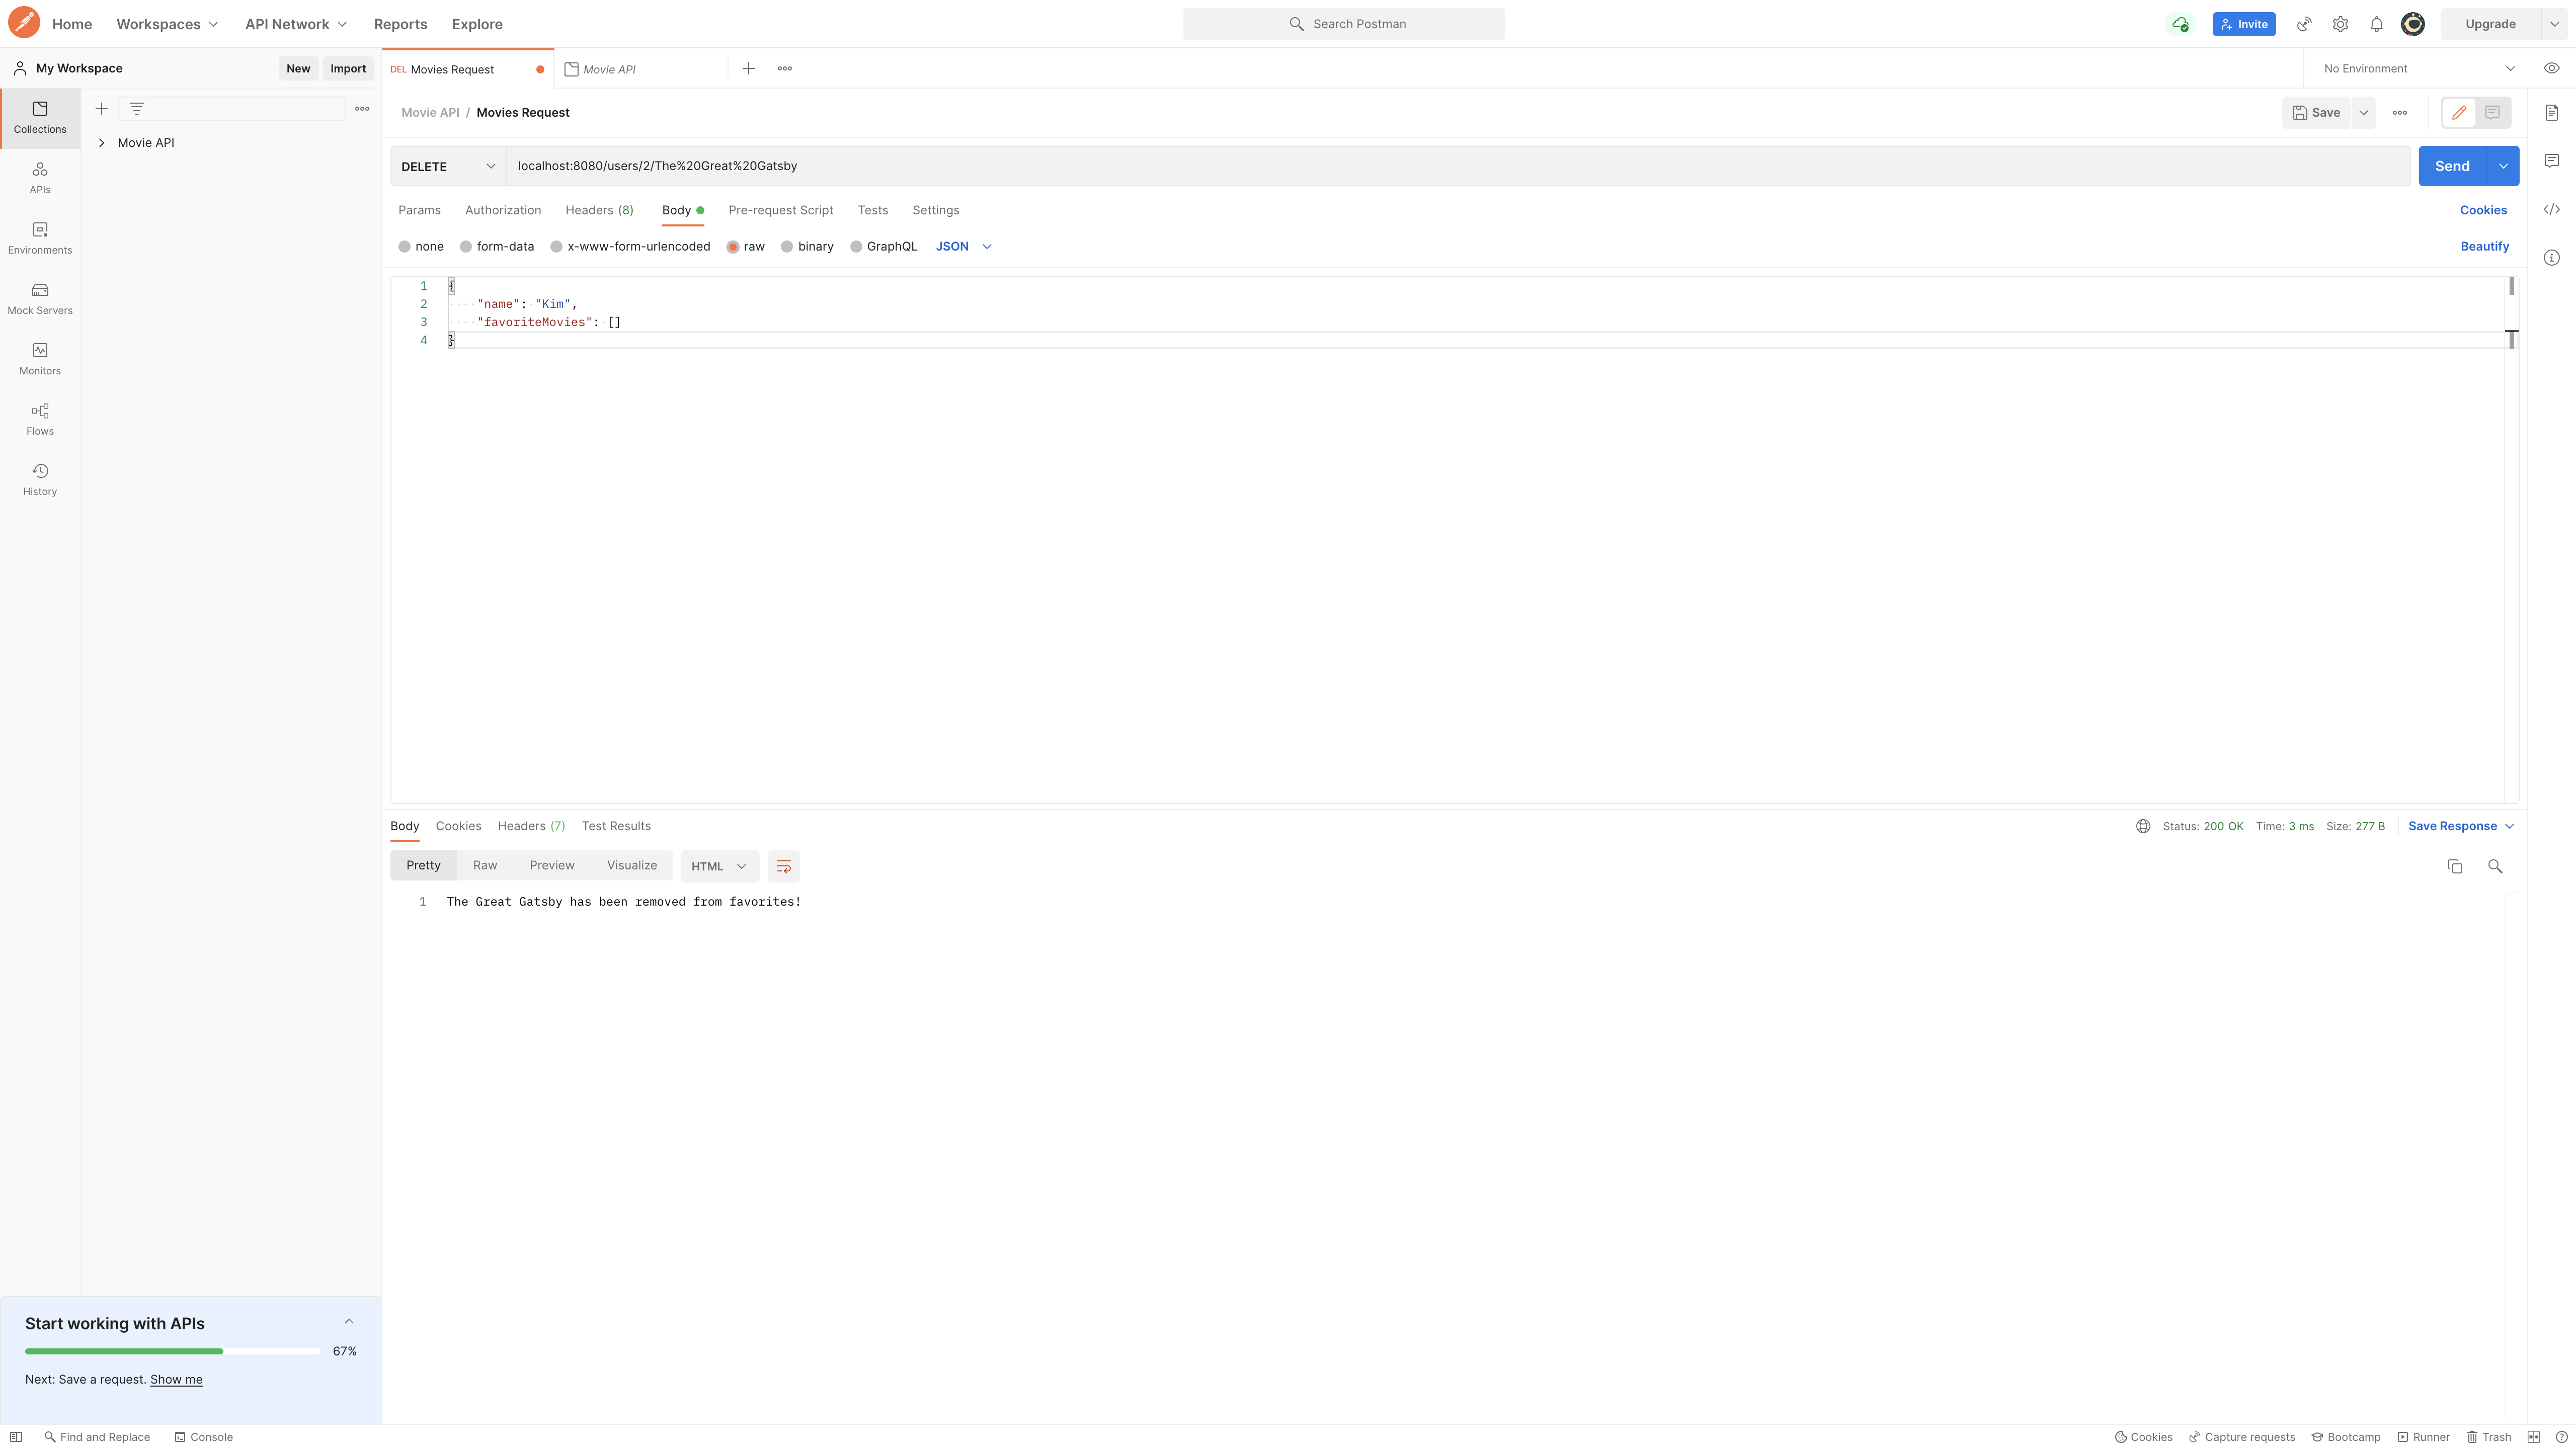 Home Workspaces API Network Reports Explore Search Postman Invite Upgrade
My Workspace New Import DEL Movies Request Movie API No Environment
Collections
Movie API
APIs
Environments
Mock Servers
Monitors
Flows
History
Movie API / Movies Request Save
DELETE localhost:8080/users/2/The%20Great%20Gatsby Send
Params Authorization Headers (8) Body Pre-request Script Tests Settings Cookies
none form-data x-www-form-urlencoded raw binary GraphQL JSON Beautify
1 {
2 "name": "Kim",
3 "favoriteMovies": []
4 }
Body Cookies Headers (7) Test Results Status: 200 OK Time: 3 ms Size: 277 B Save Response
Pretty Raw Preview Visualize HTML
1 The Great Gatsby has been removed from favorites!
Start working with APIs
67%
Next: Save a request. Show me
Find and Replace Console Cookies Capture requests Bootcamp Runner Trash